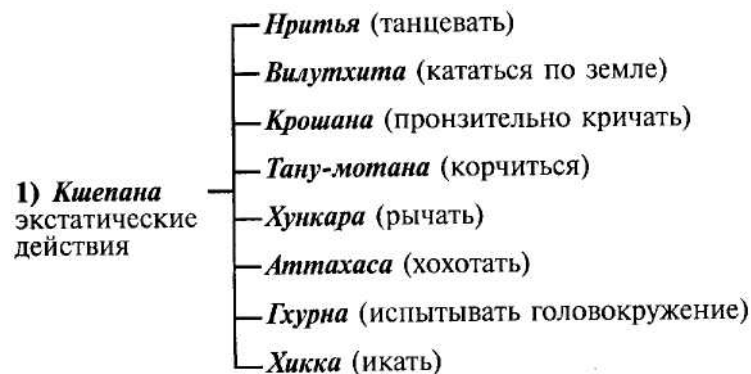 Нритья (танцевать)
Вилутхита (кататься по земле)
Крошана (пронзительно кричать)
Тану-мотана (корчиться)
1) Кшепана
экстатические
действия
Хункара (рычать)
Аттахаса (хохотать)
Гхурна (испытывать головокружение)
Хикка (икать)